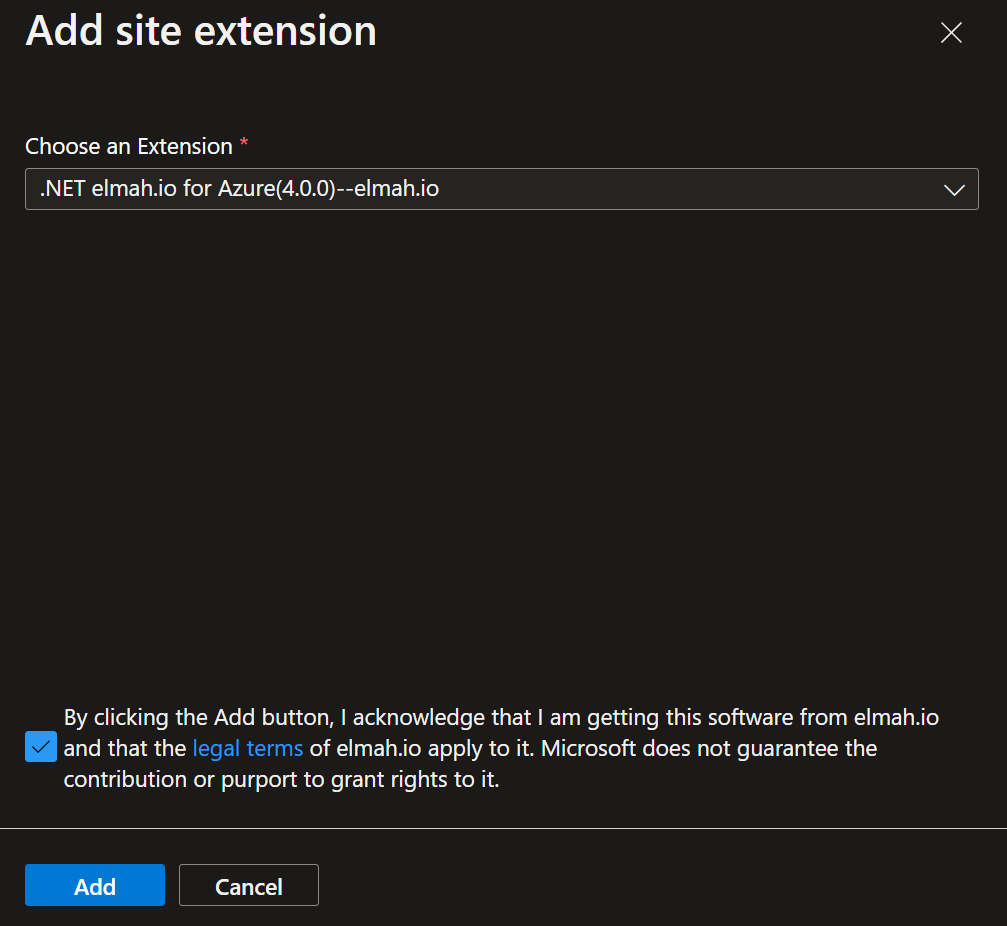 Add site extension
Choose an Extension *
.NET elmah.io for Azure(4.0.0)--elmah.io
By clicking the Add button, I acknowledge that I am getting this software from elmah.io
and that the legal terms of elmah.io apply to it. Microsoft does not guarantee the
contribution or purport to grant rights to it.
Add
Cancel